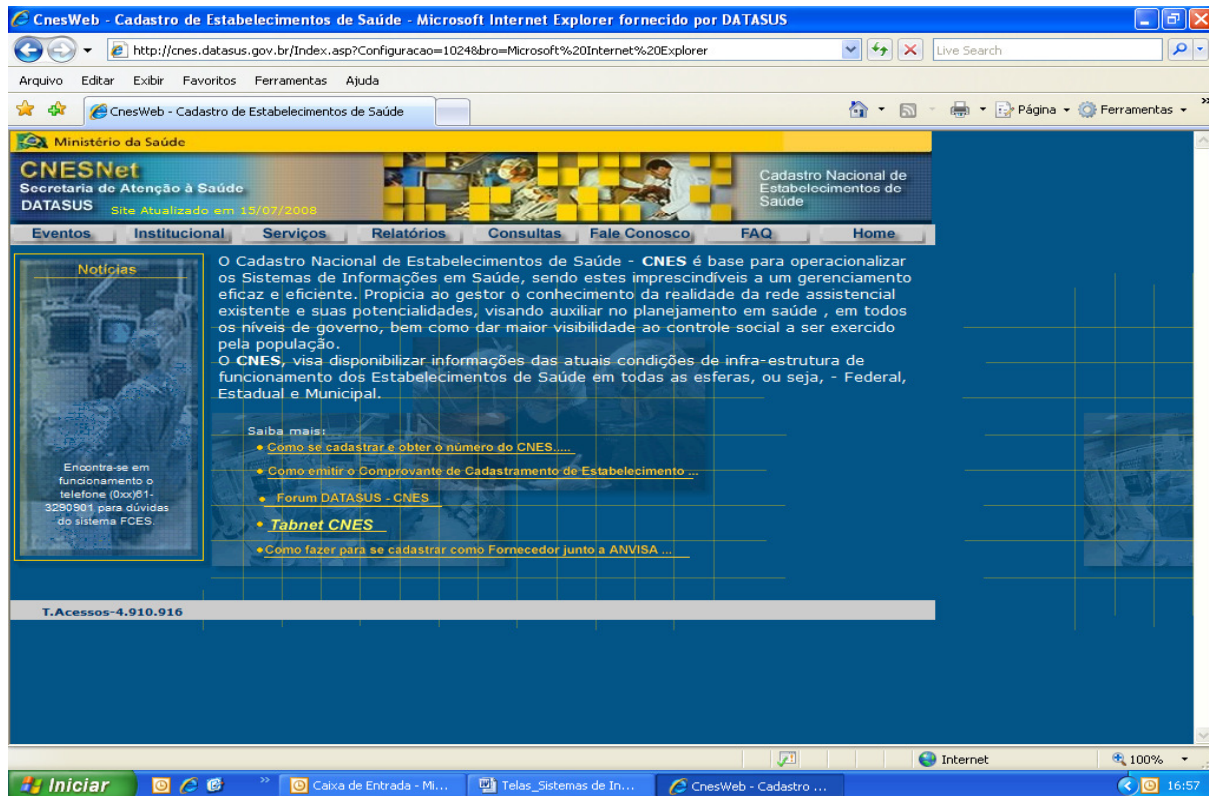 CnesWeb - Cadastro de Estabelecimentos de Saúde - Microsoft Internet Explorer fornecido por DATASUS
http://cnes.datasus.gov.br/Index.asp?Configuracao=1024&bro=Microsoft%20Internet%20Explorer
Live Search
Arquivo Editar Exibir Favoritos Ferramentas Ajuda
CnesWeb - Cadastro de Estabelecimentos de Saúde
Página Ferramentas
Ministério da Saúde
CNESNet
Secretaria de Atenção à Saúde
DATASUS Site Atualizado em 15/07/2008
Cadastro Nacional de
Estabelecimentos de
Saúde
Eventos Institucional Serviços Relatórios Consultas Fale Conosco FAQ Home
Notícias
Encontra-se em
funcionamento o
telefone (0xx)61-
3290901 para dúvidas
do sistema FCES.
O Cadastro Nacional de Estabelecimentos de Saúde - CNES é base para operacionalizar
os Sistemas de Informações em Saúde, sendo estes imprescindíveis a um gerenciamento
eficaz e eficiente. Propicia ao gestor o conhecimento da realidade da rede assistencial
existente e suas potencialidades, visando auxiliar no planejamento em saúde , em todos
os níveis de governo, bem como dar maior visibilidade ao controle social a ser exercido
pela população.
O CNES, visa disponibilizar informações das atuais condições de infra-estrutura de
funcionamento dos Estabelecimentos de Saúde em todas as esferas, ou seja, - Federal,
Estadual e Municipal.
Saiba mais:
Como se cadastrar e obter o número do CNES.....
Como emitir o Comprovante de Cadastramento de Estabelecimento ...
Forum DATASUS - CNES
Tabnet CNES
Como fazer para se cadastrar como Fornecedor junto a ANVISA ...
T.Acessos-4.910.916
Internet 100%
Iniciar Caixa de Entrada - Mi... Telas_Sistemas de In... CnesWeb - Cadastro ... 16:57